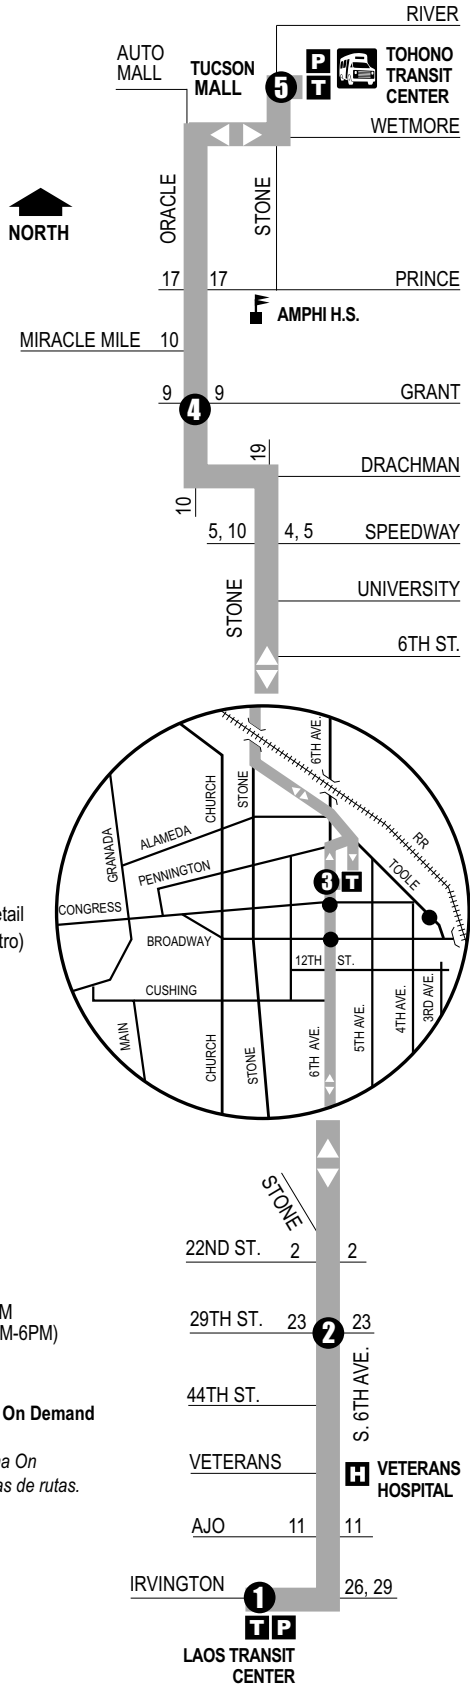 RIVER
AUTO
MALL
TUCSON
MALL
5
P
T
TOHONO
TRANSIT
CENTER
WETMORE
ORACLE
STONE
NORTH
17 17
PRINCE
AMPHI H.S.
MIRACLE MILE 10
9 9
GRANT
4
19
DRACHMAN
10
5, 10 4, 5
SPEEDWAY
STONE
UNIVERSITY
6TH ST.
6TH AVE.
CHURCH
STONE
RR
GRANADA
ALAMEDA
PENNINGTON
TOOLE
3 T
CONGRESS
BROADWAY
12TH ST.
CUSHING
MAIN
CHURCH
STONE
6TH AVE.
5TH AVE.
4TH AVE.
3RD AVE.
etail
tro)
STONE
22ND ST. 2 2
M
M-6PM)
29TH ST. 23 2 23
S. 6TH AVE.
44TH ST.
On Demand
a On
as de rutas.
VETERANS
H VETERANS
HOSPITAL
AJO 11 11
IRVINGTON 1 26, 29
T P
LAOS TRANSIT
CENTER